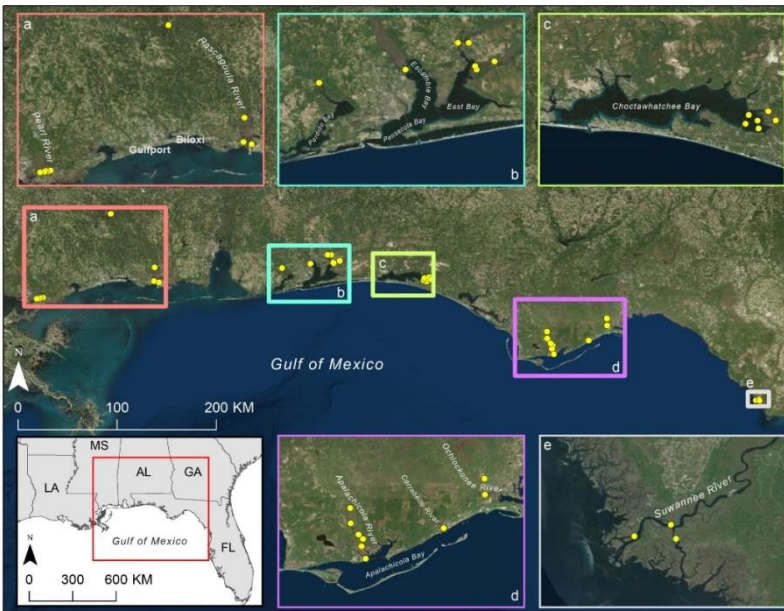 a
Pascagoula River
Pearl River
Biloxi
Gulfport
Escambia Bay
East Bay
Perdido Bay
Pensacola Bay
b
c
Choctawhatchee Bay
a
b
c
d
e
N
Gulf of Mexico
0 100 200 KM
MS
LA AL GA
FL
Gulf of Mexico
N
0 300 600 KM
Apalachicola River
Carrabelle River
Ochlockonee River
Apalachicola Bay
d
e
Suwannee River